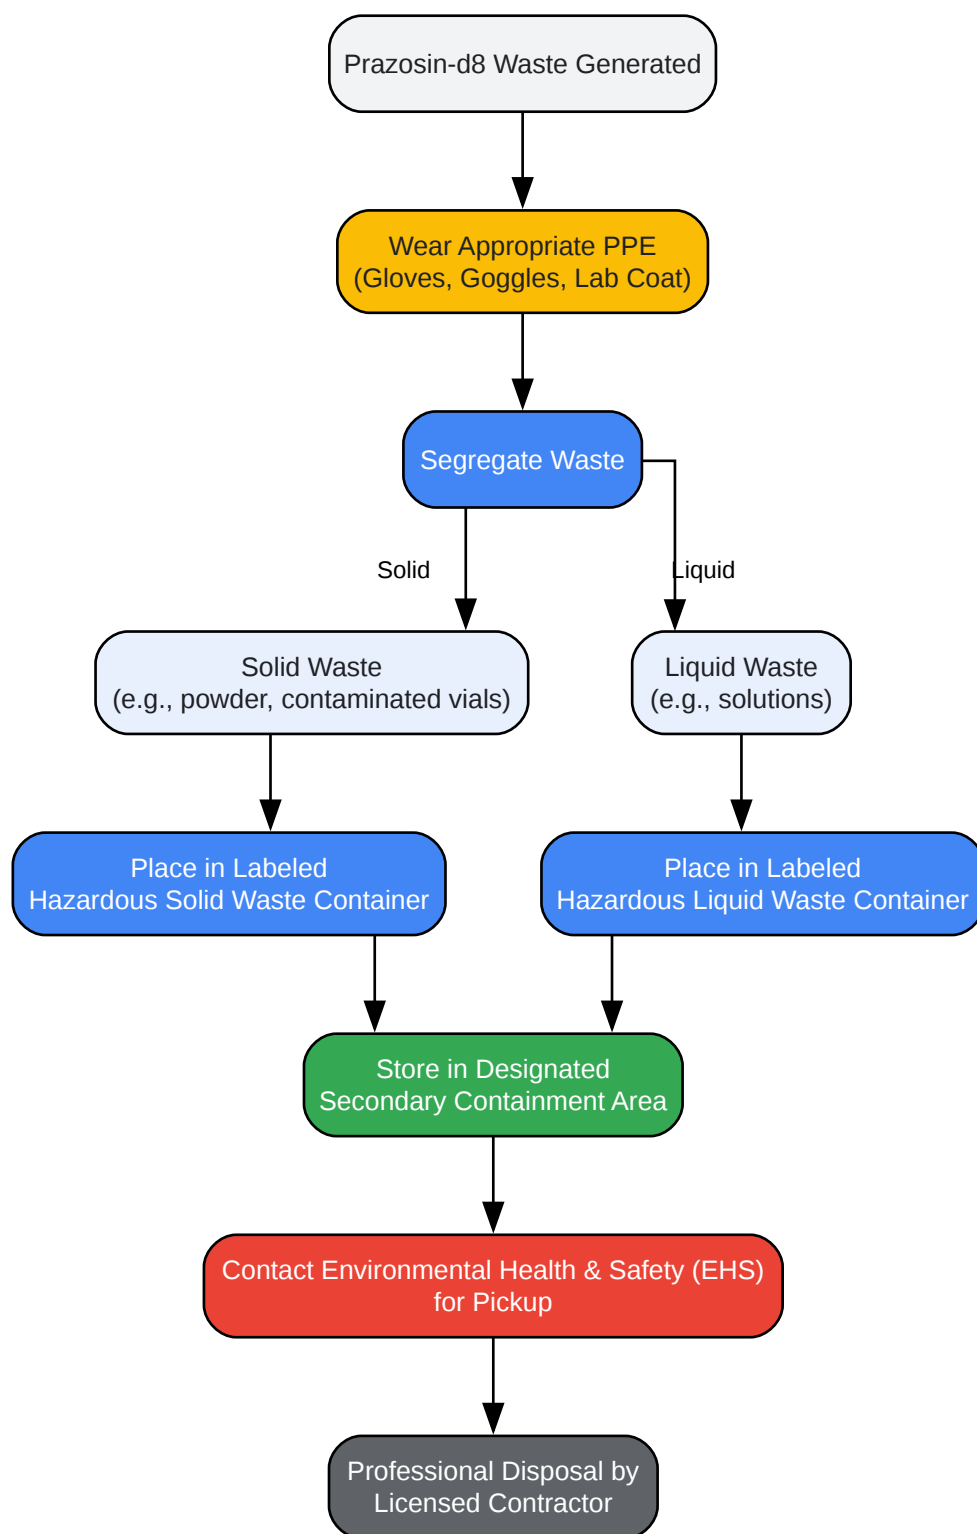 Prazosin-d8 Waste Generated
Wear Appropriate PPE
(Gloves, Goggles, Lab Coat)
Segregate Waste
Solid
Liquid
Solid Waste
(e.g., powder, contaminated vials)
Liquid Waste
(e.g., solutions)
Place in Labeled
Hazardous Solid Waste Container
Place in Labeled
Hazardous Liquid Waste Container
Store in Designated
Secondary Containment Area
Contact Environmental Health & Safety (EHS)
for Pickup
Professional Disposal by
Licensed Contractor